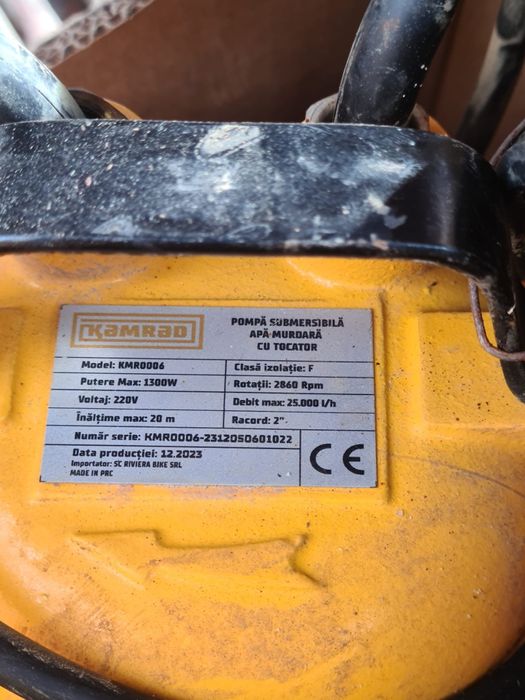 KAMRAD
POMPĂ SUBMERSIBILĂ
APĂ MURDARĂ
CU TOCATOR
Model: KMR0006
Clasă izolație: F
Putere Max: 1300W
Rotații: 2860 Rpm
Voltaj: 220V
Debit max: 25.000 l/h
Înălțime max: 20 m
Racord: 2"
Număr serie: KMR0006-2312050601022
Data producției: 12.2023
Importator: SC RIVIERA BIKE SRL
MADE IN PRC
CE